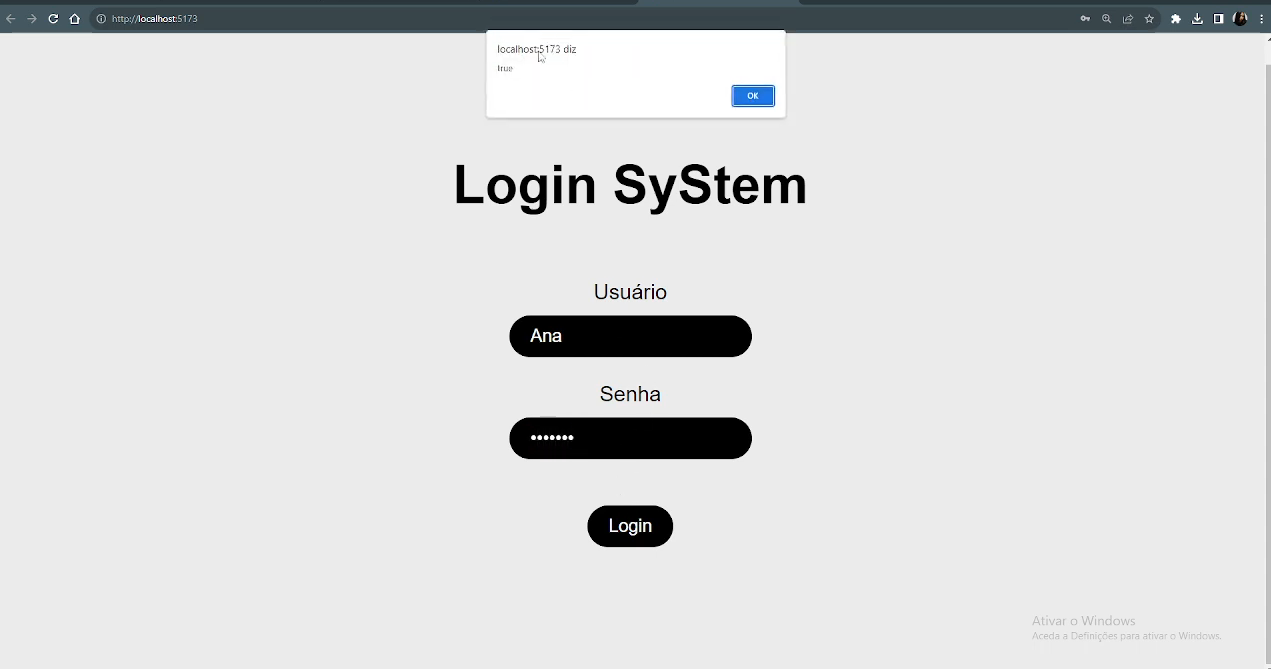 http://localhost:5173
localhost:5173 diz
true
OK
Login SyStem
Usuário
Ana
Senha
•••••••
Login
Ativar o Windows
Aceda a Definições para ativar o Windows.